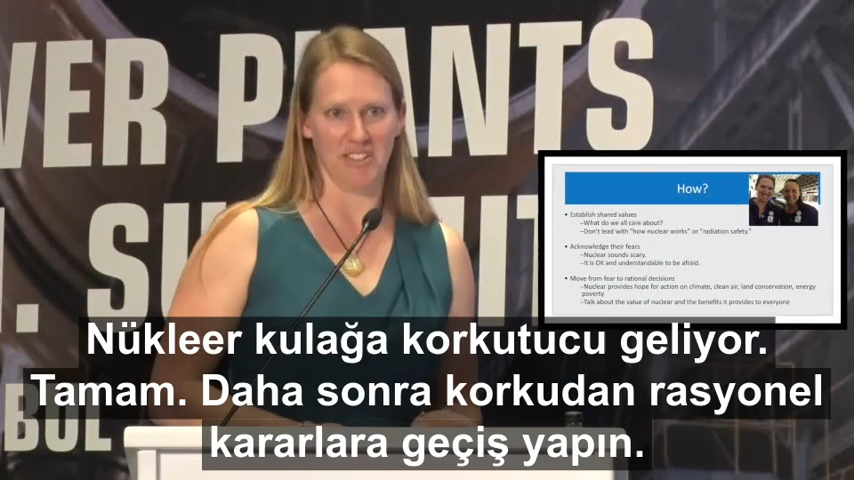 VER PLANTS
. SUMMIT
BUL
How?
• Establish shared values
–What do we all care about?
–Don't lead with "how nuclear works" or "radiation safety."
• Acknowledge their fears
–Nuclear sounds scary.
–It is OK and understandable to be afraid.
• Move from fear to rational decisions
–Nuclear provides hope for action on climate, clean air, land conservation, energy
poverty
–Talk about the value of nuclear and the benefits it provides to everyone
Nükleer kulağa korkutucu geliyor.
Tamam. Daha sonra korkudan rasyonel
kararlara geçiş yapın.